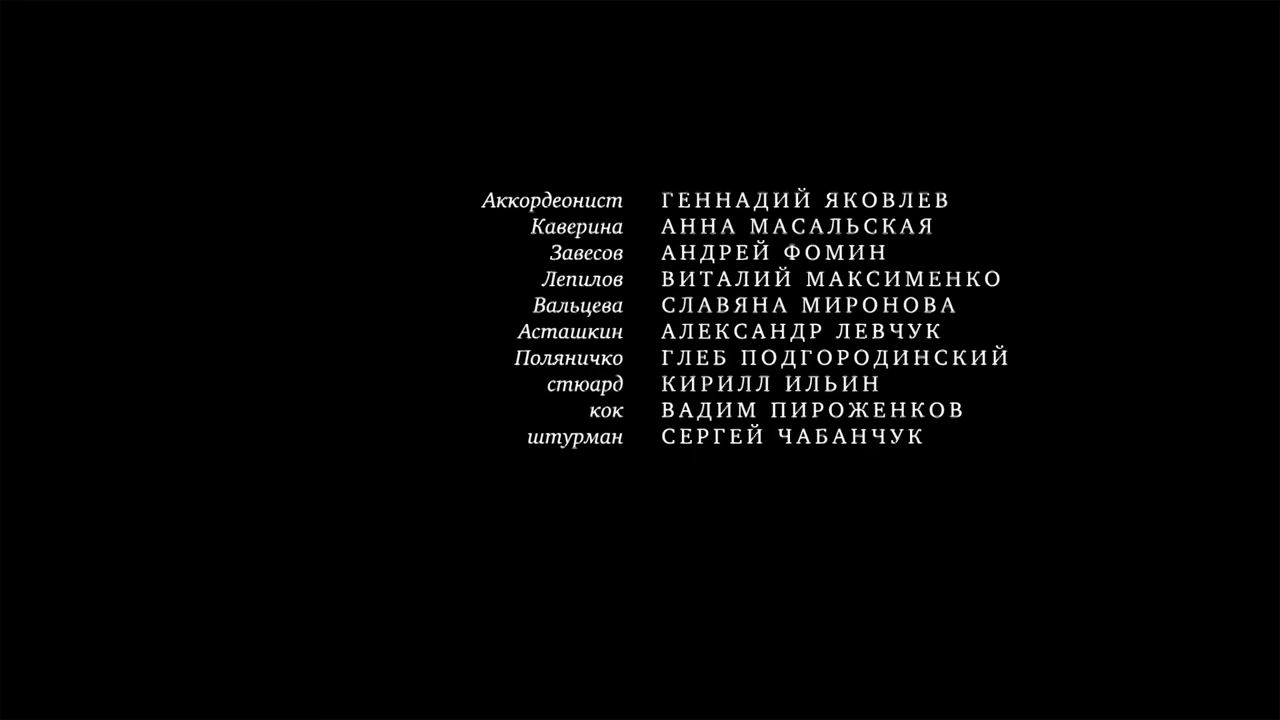 Аккордеонист ГЕННАДИЙ ЯКОВЛЕВ
Каверина АННА МАСАЛЬСКАЯ
Завесов АНДРЕЙ ФОМИН
Лепилов ВИТАЛИЙ МАКСИМЕНКО
Вальцева СЛАВЯНА МИРОНОВА
Асташкин АЛЕКСАНДР ЛЕВЧУК
Поляничко ГЛЕБ ПОДГОРОДИНСКИЙ
стюард КИРИЛЛ ИЛЬИН
кок ВАДИМ ПИРОЖЕНКОВ
штурман СЕРГЕЙ ЧАБАНЧУК